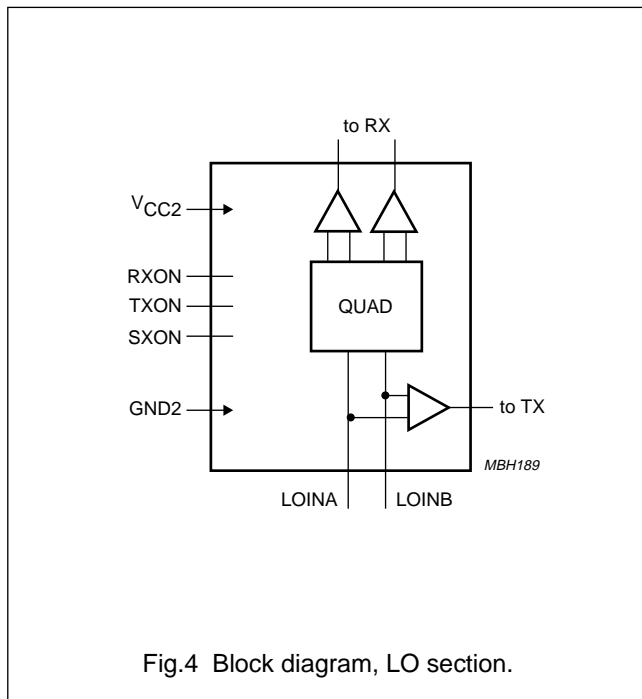 to RX
VCC2
RXON
TXON
SXON
QUAD
GND2
to TX
MBH189
LOINA LOINB
Fig.4 Block diagram, LO section.